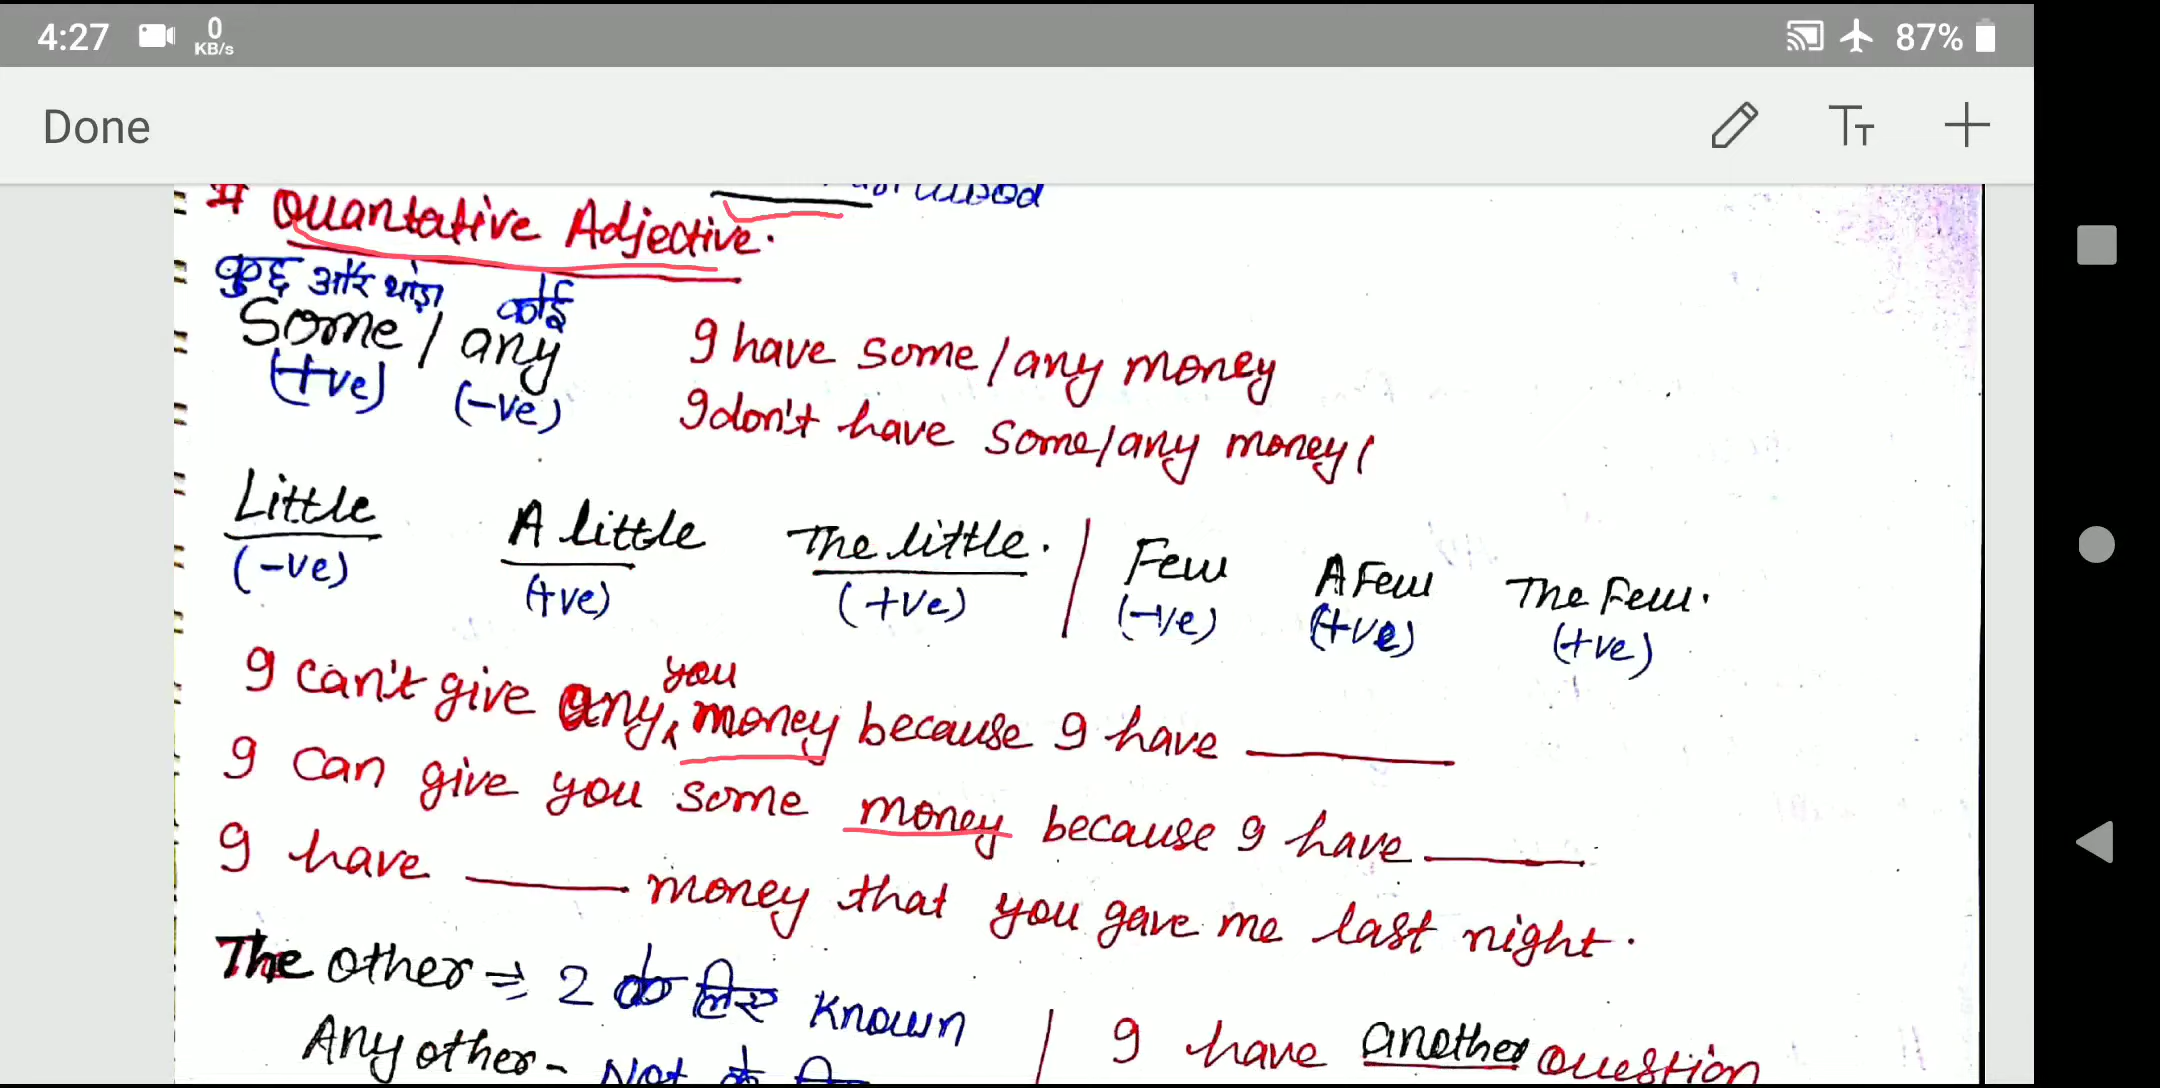 4:27 0 KB/s 87%
Done TT
# Quantative Adjective.
कुछ और थोड़ा कोई
Some / any
(+ve) (-ve)
I have some/any money
I don't have some/any money
Little A little The little. Few A Few The Few.
(-ve) (+ve) (+ve) (-ve) (+ve) (+ve)
you
I can't give any money because I have
I can give you some money because I have
I have money that you gave me last night.
The other ⇒ 2 के लिए known
Any other - Not के
I have another question